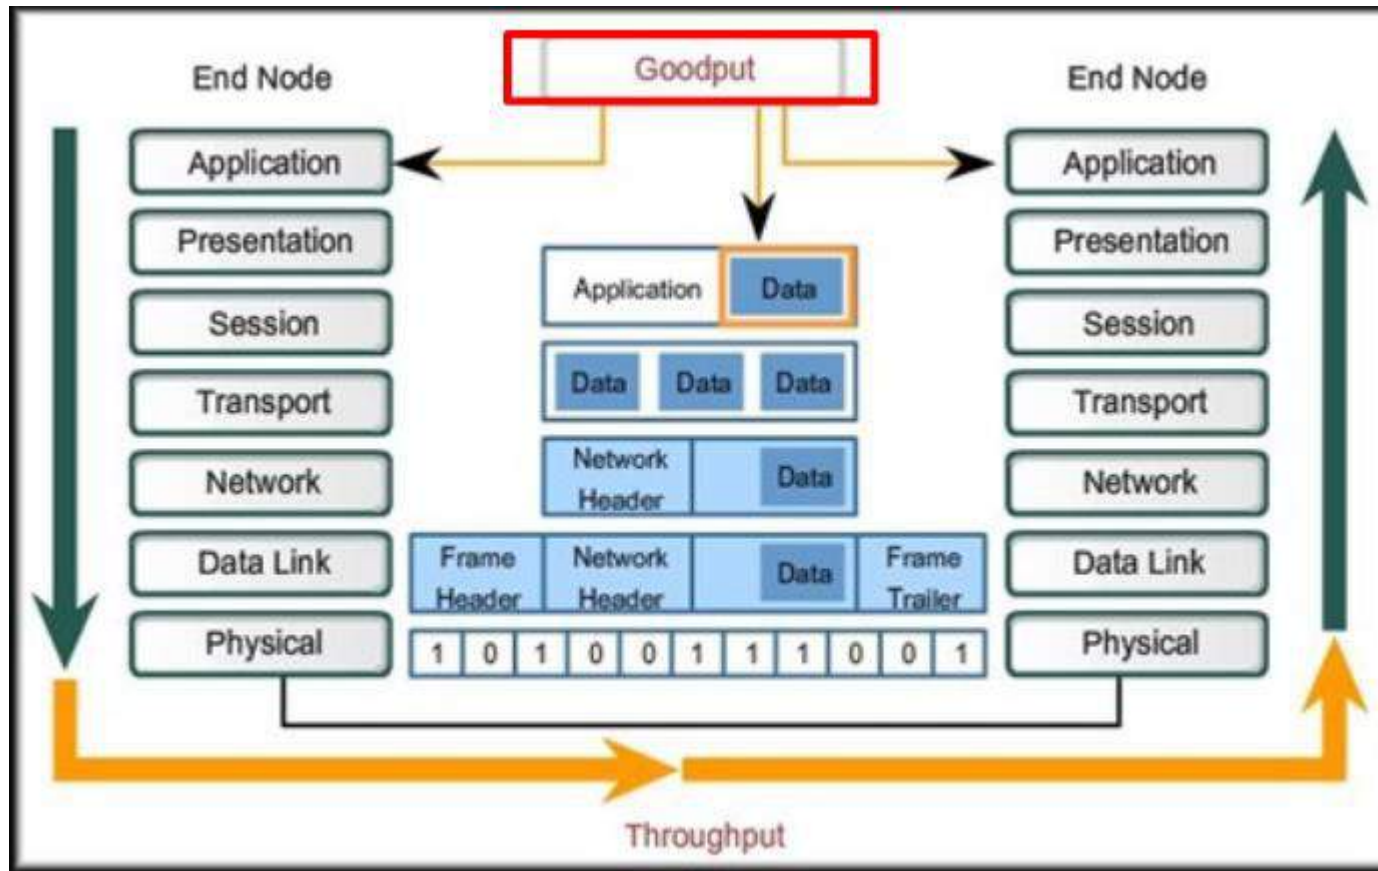 Goodput
End Node
End Node
Application
Application
Presentation
Presentation
Application Data
Session
Session
Data Data Data
Transport
Transport
Network
Network
Header
Data
Network
Data Link
Frame
Header
Network
Header
Data
Frame
Trailer
Data Link
Physical
1 0 1 0 0 1 1 1 0 0 1
Physical
Throughput